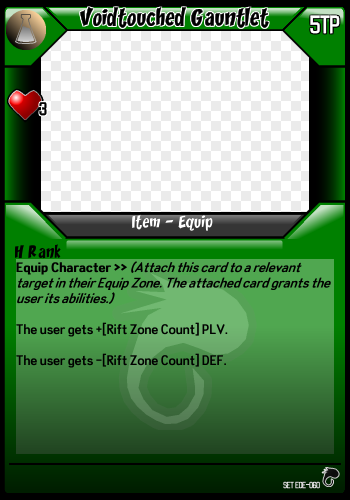 Voidtouched Gauntlet
5TP
3
Item - Equip
H Rank
Equip Character >> (Attach this card to a relevant
target in their Equip Zone. The attached card grants the
user its abilities.)
The user gets +[Rift Zone Count] PLV.
The user gets -[Rift Zone Count] DEF.
SET EDE-060